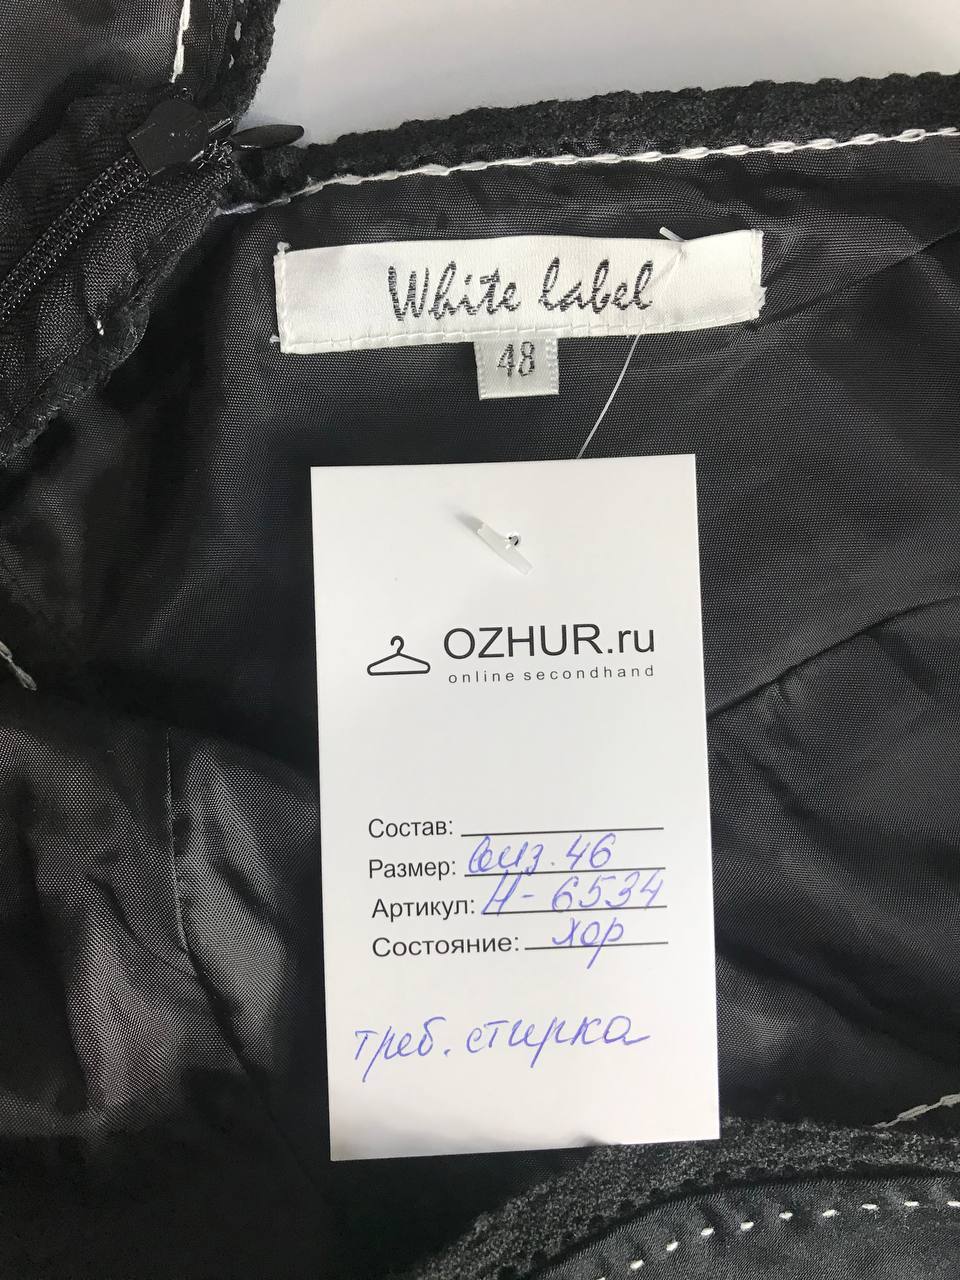 White label
48
OZHUR.ru
online secondhand
Состав:
Размер: виз. 46
Артикул: Н-6534
Состояние: хор
треб. стирка